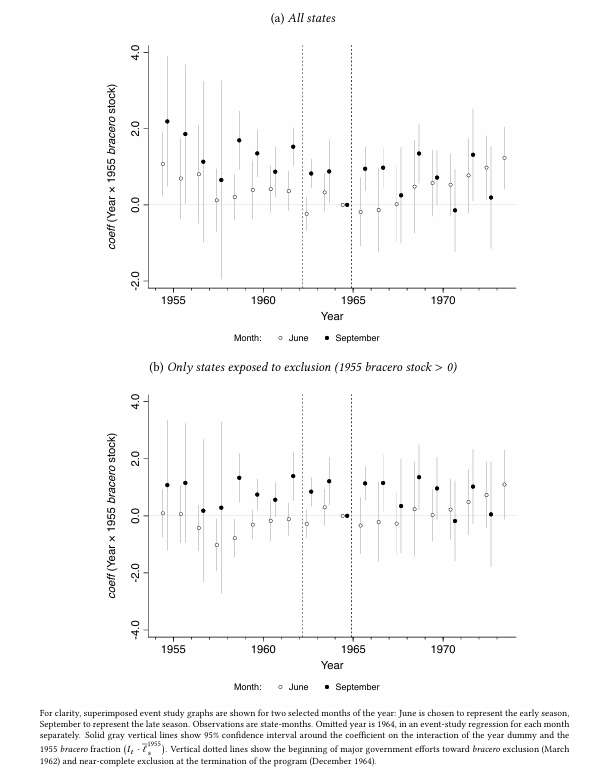 (a) All states
4.0
2.0
0.0
-2.0
coeff (Year × 1955 bracero stock)
1955 1960 1965 1970
Year
Month: June September
(b) Only states exposed to exclusion (1955 bracero stock > 0)
4.0
2.0
0.0
-2.0
-4.0
coeff (Year × 1955 bracero stock)
1955 1960 1965 1970
Year
Month: June September
For clarity, superimposed event study graphs are shown for two selected months of the year: June is chosen to represent the early season,
September to represent the late season. Observations are state-months. Omitted year is 1964, in an event-study regression for each month
separately. Solid gray vertical lines show 95% confidence interval around the coefficient on the interaction of the year dummy and the
1955 bracero fraction (I_t · ℓ̄_s^1955). Vertical dotted lines show the beginning of major government efforts toward bracero exclusion (March
1962) and near-complete exclusion at the termination of the program (December 1964).